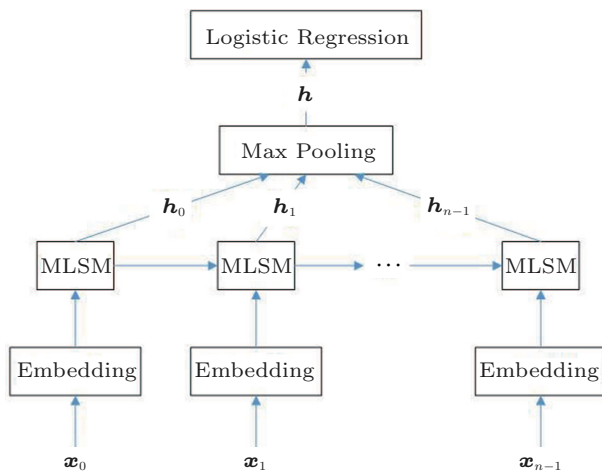 Logistic Regression
h
Max Pooling
h₀ h₁ hₙ₋₁
MLSM MLSM ... MLSM
Embedding Embedding Embedding
x₀ x₁ xₙ₋₁